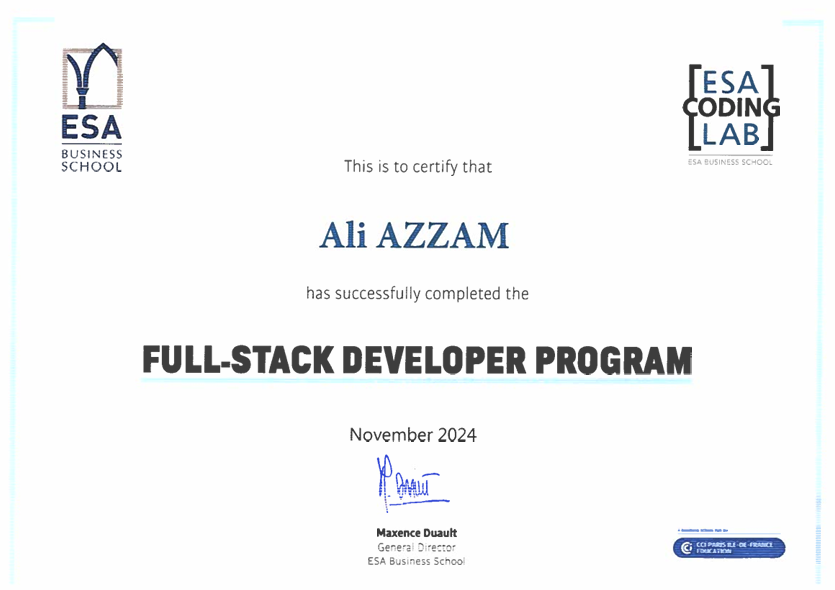 ESA
BUSINESS
SCHOOL
[ESA
CODING
LAB]
ESA BUSINESS SCHOOL
This is to certify that
Ali AZZAM
has successfully completed the
FULL-STACK DEVELOPER PROGRAM
November 2024
Maxence Duault
General Director
ESA Business School
CCI PARIS ILE-DE-FRANCE
EDUCATION